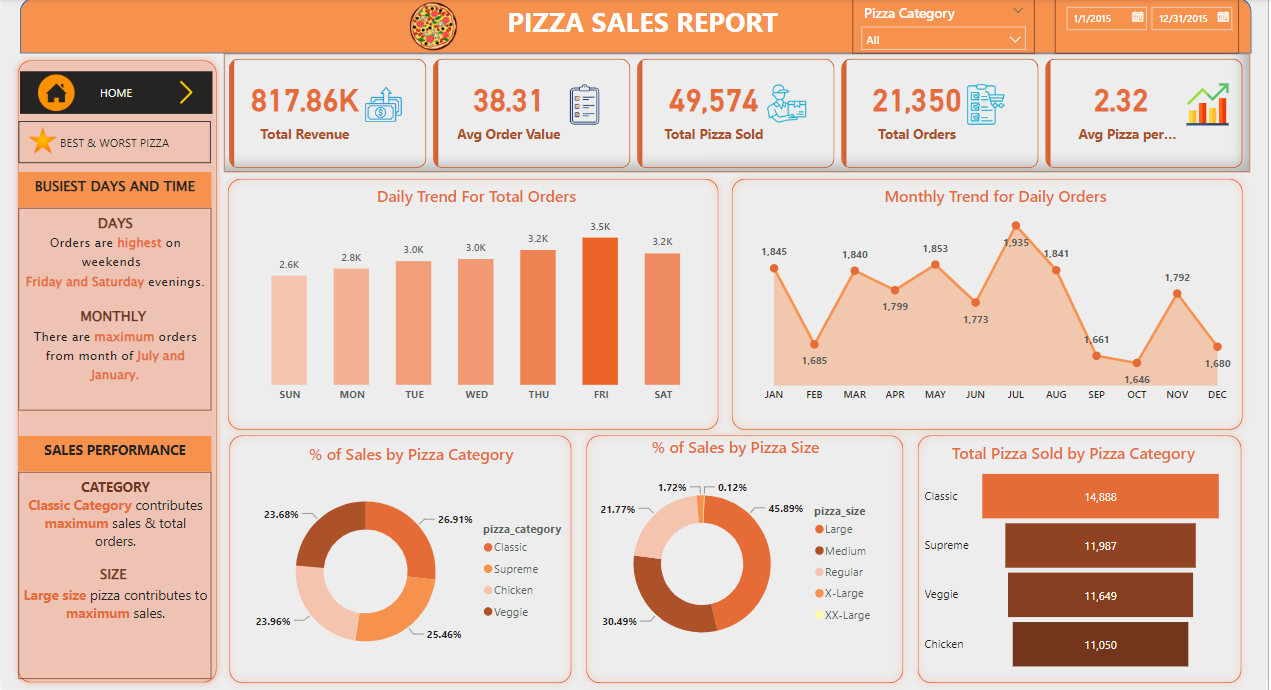 PIZZA SALES REPORT
Pizza Category
All
1/1/2015
12/31/2015
HOME
BEST & WORST PIZZA
BUSIEST DAYS AND TIME
DAYS
Orders are highest on
weekends
Friday and Saturday evenings.
MONTHLY
There are maximum orders
from month of July and
January.
SALES PERFORMANCE
CATEGORY
Classic Category contributes
maximum sales & total
orders.
SIZE
Large size pizza contributes to
maximum sales.
817.86K
Total Revenue
38.31
Avg Order Value
49,574
Total Pizza Sold
21,350
Total Orders
2.32
Avg Pizza per...
Daily Trend For Total Orders
2.6K
2.8K
3.0K
3.0K
3.2K
3.5K
3.2K
SUN MON TUE WED THU FRI SAT
Monthly Trend for Daily Orders
1,845
1,685
1,840
1,799
1,853
1,773
1,935
1,841
1,661
1,646
1,792
1,680
JAN FEB MAR APR MAY JUN JUL AUG SEP OCT NOV DEC
% of Sales by Pizza Category
23.68%
26.91%
23.96%
25.46%
pizza_category
Classic
Supreme
Chicken
Veggie
% of Sales by Pizza Size
1.72%
0.12%
21.77%
45.89%
30.49%
pizza_size
Large
Medium
Regular
X-Large
XX-Large
Total Pizza Sold by Pizza Category
Classic 14,888
Supreme 11,987
Veggie 11,649
Chicken 11,050